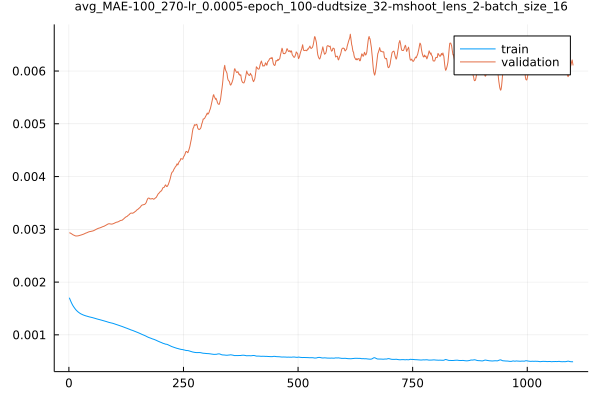 avg_MAE-100_270-lr_0.0005-epoch_100-dudtsize_32-mshoot_lens_2-batch_size_16
train
validation
0.006
0.005
0.004
0.003
0.002
0.001
0 250 500 750 1000